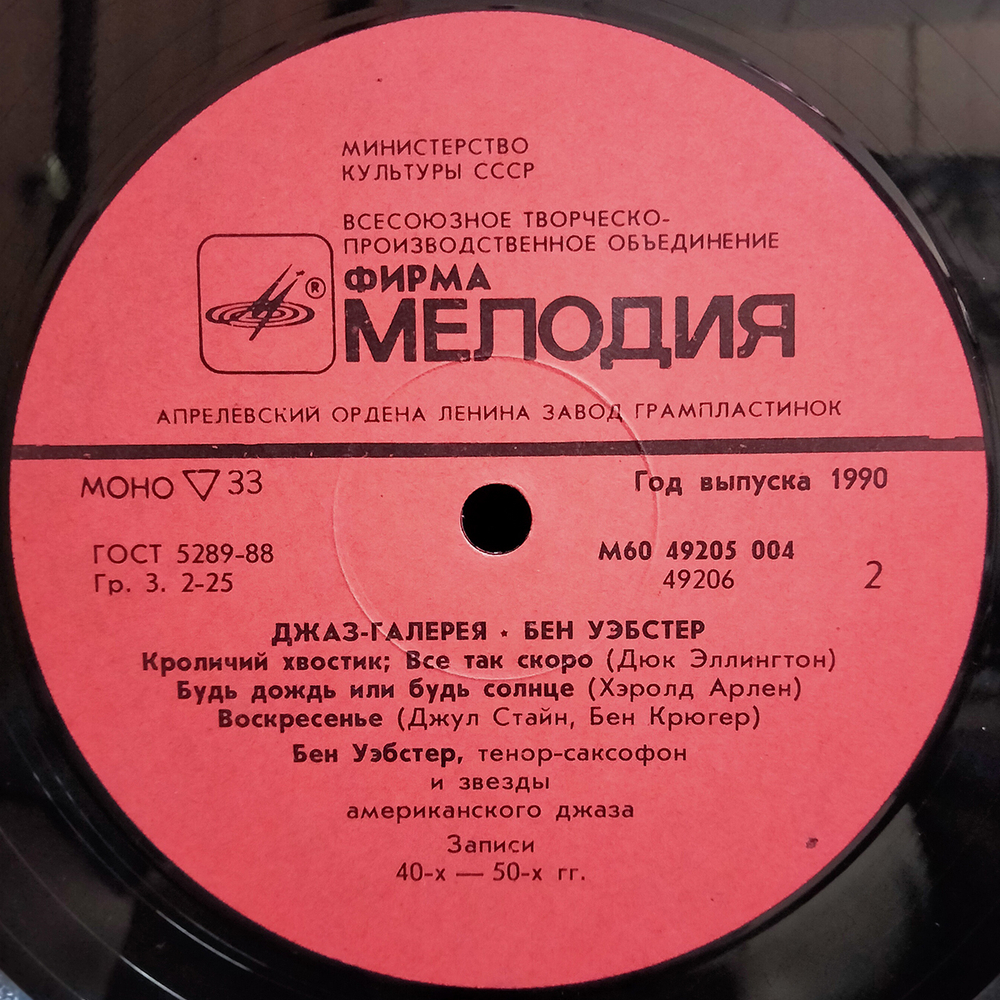 МИНИСТЕРСТВО
КУЛЬТУРЫ СССР
ВСЕСОЮЗНОЕ ТВОРЧЕСКО-
ПРОИЗВОДСТВЕННОЕ ОБЪЕДИНЕНИЕ
ФИРМА
®
МЕЛОДИЯ
АПРЕЛЕВСКИЙ ОРДЕНА ЛЕНИНА ЗАВОД ГРАМПЛАСТИНОК
МОНО ▽ 33
Год выпуска 1990
ГОСТ 5289-88
Гр. 3. 2-25
М60 49205 004
49206
2
ДЖАЗ-ГАЛЕРЕЯ · БЕН УЭБСТЕР
Кроличий хвостик; Все так скоро (Дюк Эллингтон)
Будь дождь или будь солнце (Хэролд Арлен)
Воскресенье (Джул Стайн, Бен Крюгер)
Бен Уэбстер, тенор-саксофон
и звезды
американского джаза
Записи
40-х — 50-х гг.